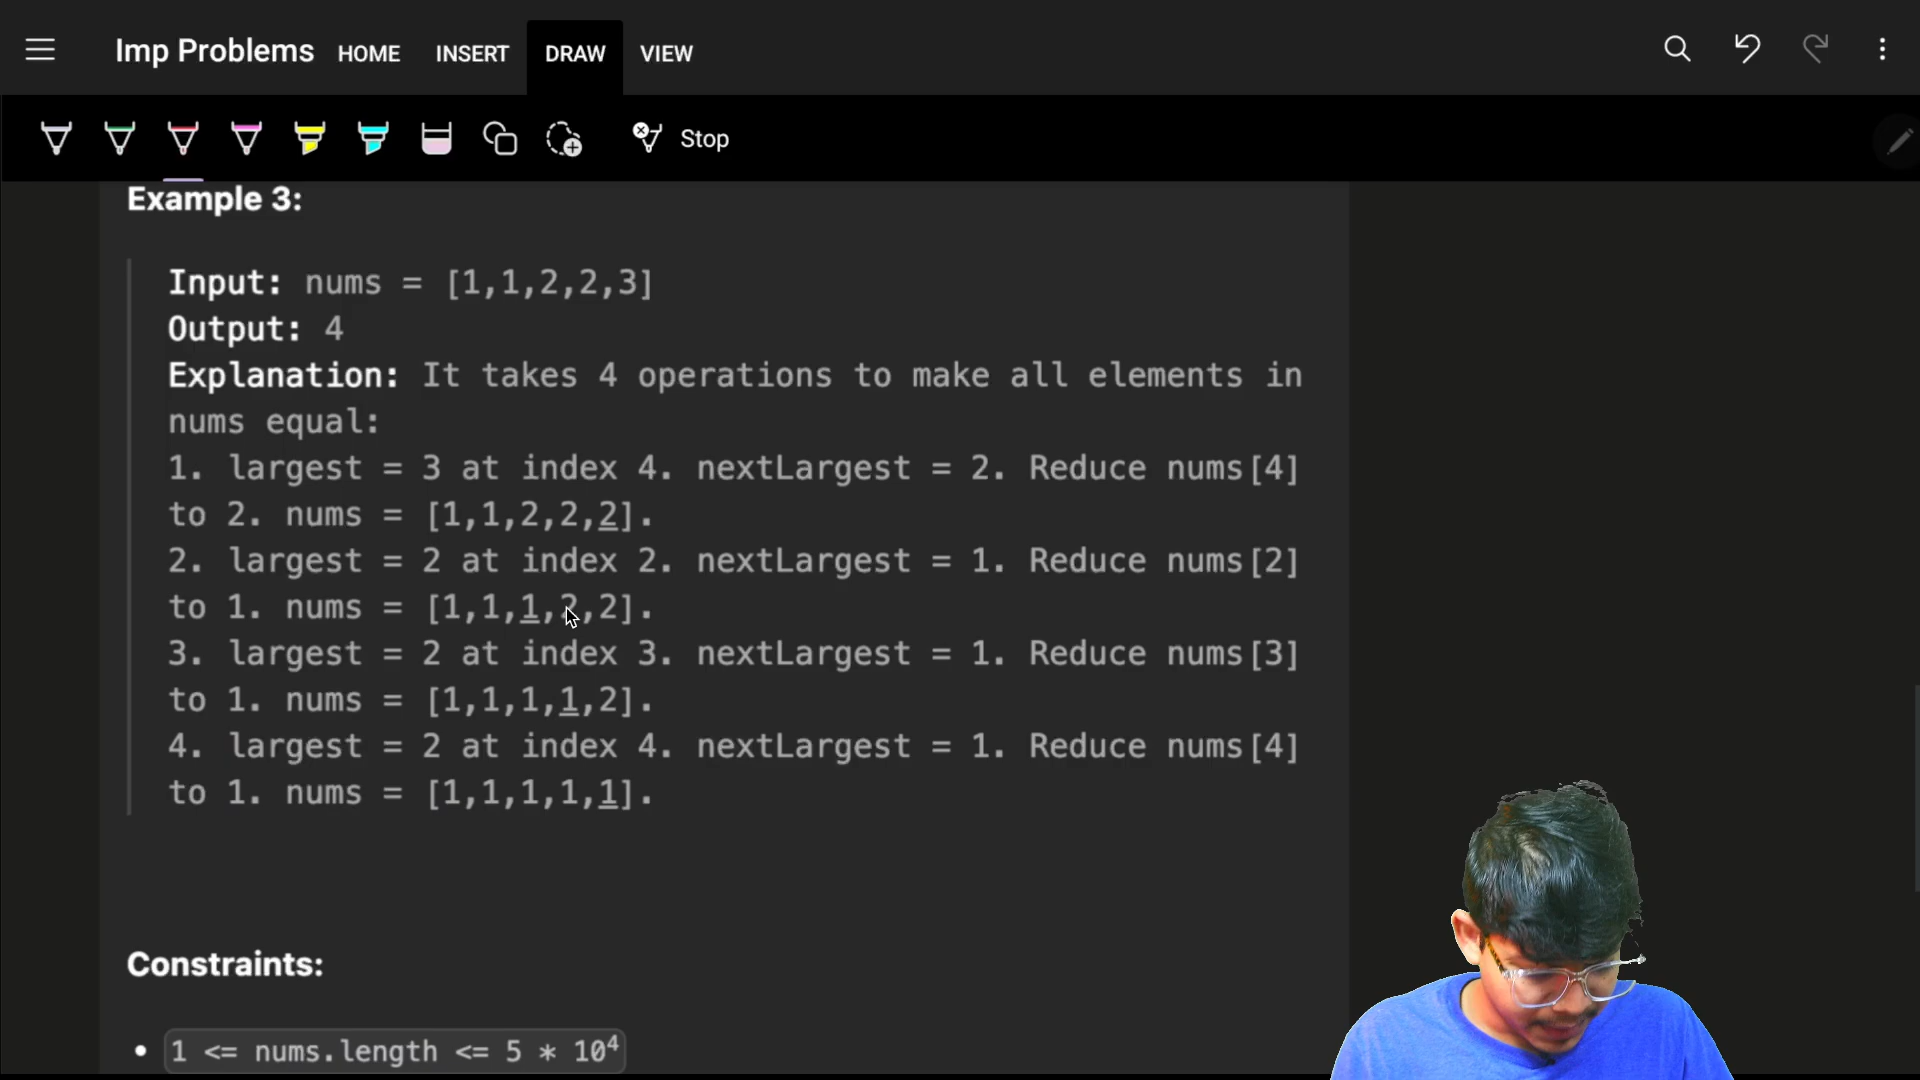 Imp Problems HOME INSERT DRAW VIEW
Stop
Example 3:
Input: nums = [1,1,2,2,3]
Output: 4
Explanation: It takes 4 operations to make all elements in
nums equal:
1. largest = 3 at index 4. nextLargest = 2. Reduce nums[4]
to 2. nums = [1,1,2,2,2].
2. largest = 2 at index 2. nextLargest = 1. Reduce nums[2]
to 1. nums = [1,1,1,2,2].
3. largest = 2 at index 3. nextLargest = 1. Reduce nums[3]
to 1. nums = [1,1,1,1,2].
4. largest = 2 at index 4. nextLargest = 1. Reduce nums[4]
to 1. nums = [1,1,1,1,1].
Constraints:
• 1 <= nums.length <= 5 * 10⁴